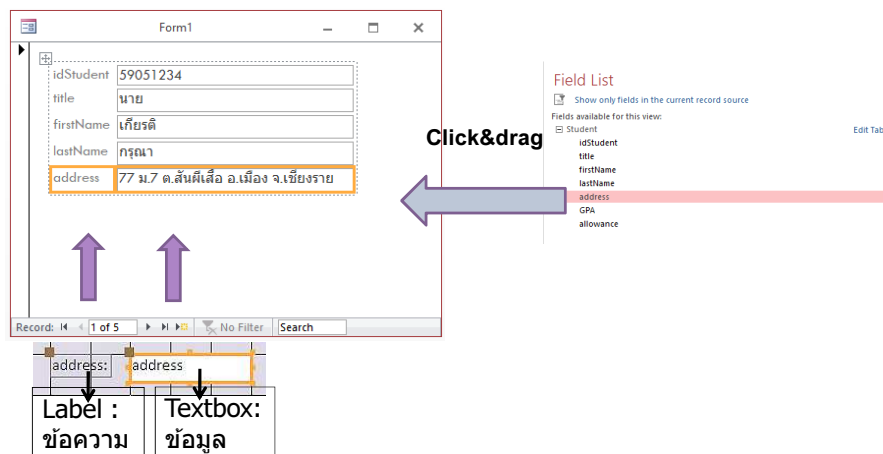 Form1
idStudent 59051234
title นาย
firstName เกียรติ
lastName กรุณา
address 77 ม.7 ต.สันผีเสื้อ อ.เมือง จ.เชียงราย
Record: 1 of 5 No Filter Search
Click&drag
Field List
Show only fields in the current record source
Fields available for this view:
Student Edit Tab
idStudent
title
firstName
lastName
address
GPA
allowance
address: address
Label :
ข้อความ
Textbox:
ข้อมูล